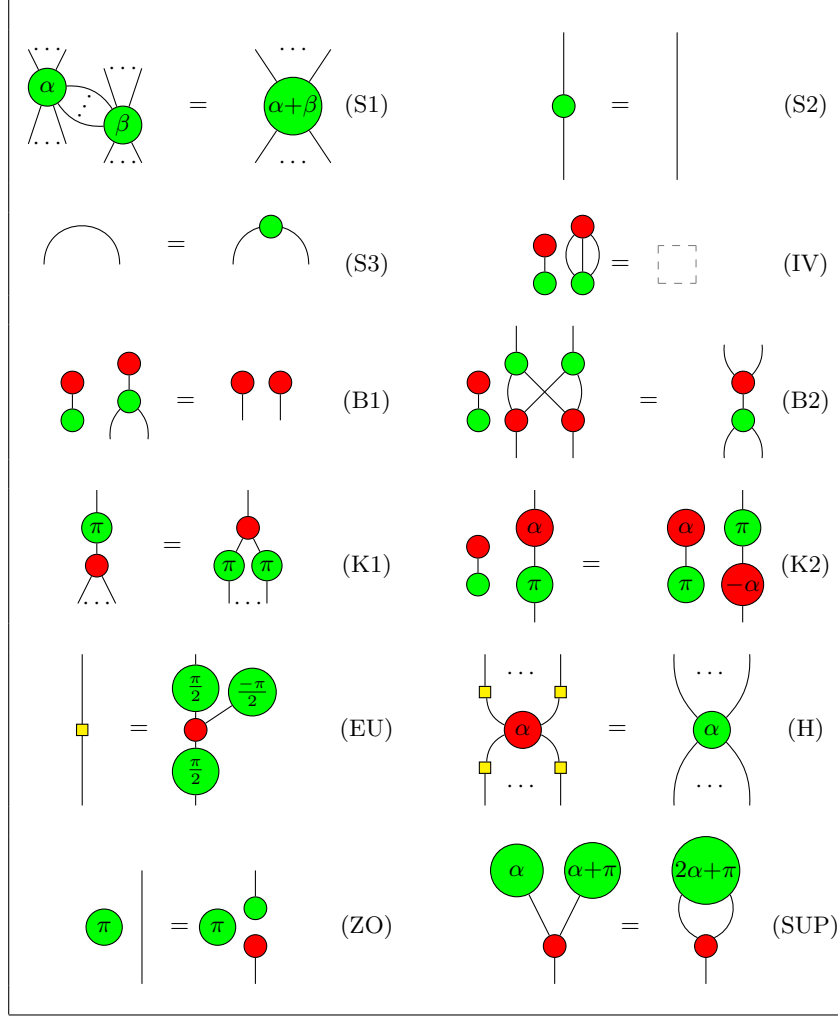 ··· ··· ···
α α+β = (S1) = (S2)
β
··· ··· ···
= (S3) = (IV)
= (B1) = (B2)
π = π π (K1) α π = α π π −α (K2)
··· ···
= π/2 −π/2 π/2 (EU) ··· α ··· = ··· α ··· (H)
π = π (ZO) α α+π = 2α+π (SUP)